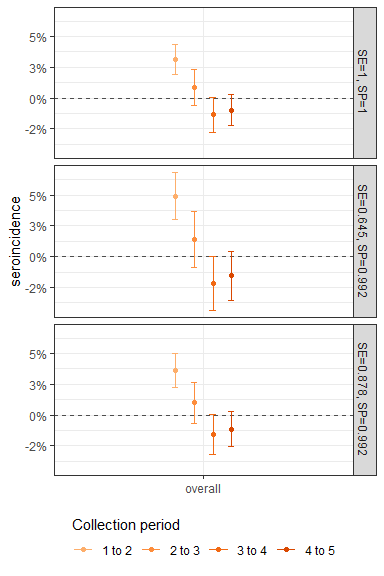 5%
3%
0%
-2%
SE=1, SP=1
5%
3%
0%
-2%
SE=0.645, SP=0.992
seroincidence
5%
3%
0%
-2%
SE=0.878, SP=0.992
overall
Collection period
1 to 2
2 to 3
3 to 4
4 to 5